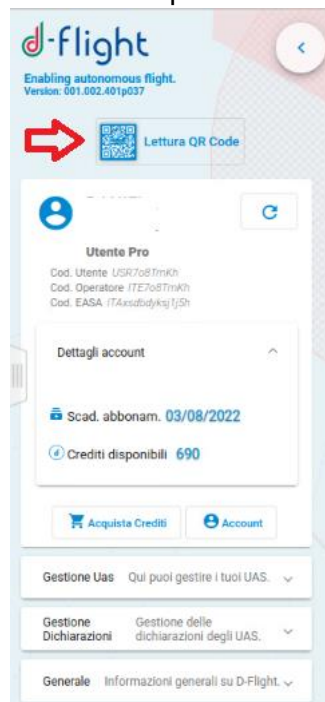 d-flight
Enabling autonomous flight.
Version: 001.002.401p037
Lettura QR Code
Utente Pro
Cod. Utente USR7o8TmKh
Cod. Operatore ITE7o8TmKh
Cod. EASA
Dettagli account
Scad. abbonam. 03/08/2022
Crediti disponibili 690
Acquista Crediti Account
Gestione Uas Qui puoi gestire i tuoi UAS.
Gestione Gestione delle
Dichiarazioni dichiarazioni degli UAS.
Generale Informazioni generali su D-Flight.